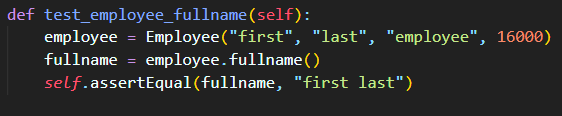 def test_employee_fullname(self):
    employee = Employee("first", "last", "employee", 16000)
    fullname = employee.fullname()
    self.assertEqual(fullname, "first last")